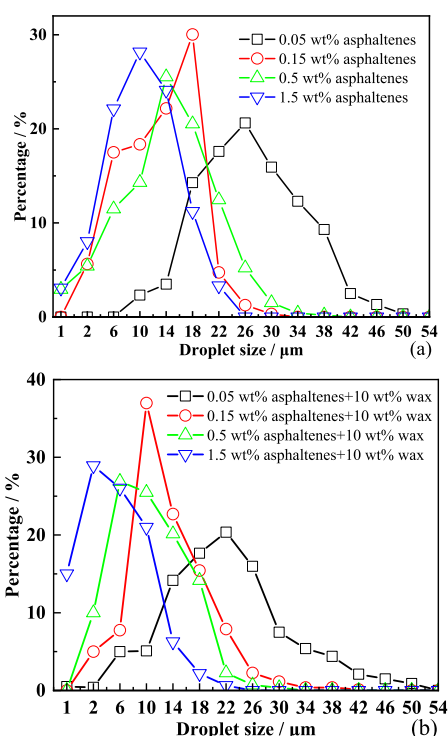 30
20
10
0
Percentage / %
0.05 wt% asphaltenes
0.15 wt% asphaltenes
0.5 wt% asphaltenes
1.5 wt% asphaltenes
1 2 6 10 14 18 22 26 30 34 38 42 46 50 54
Droplet size / μm
(a)
40
30
20
10
0
Percentage / %
0.05 wt% asphaltenes+10 wt% wax
0.15 wt% asphaltenes+10 wt% wax
0.5 wt% asphaltenes+10 wt% wax
1.5 wt% asphaltenes+10 wt% wax
1 2 6 10 14 18 22 26 30 34 38 42 46 50 54
Droplet size / μm
(b)